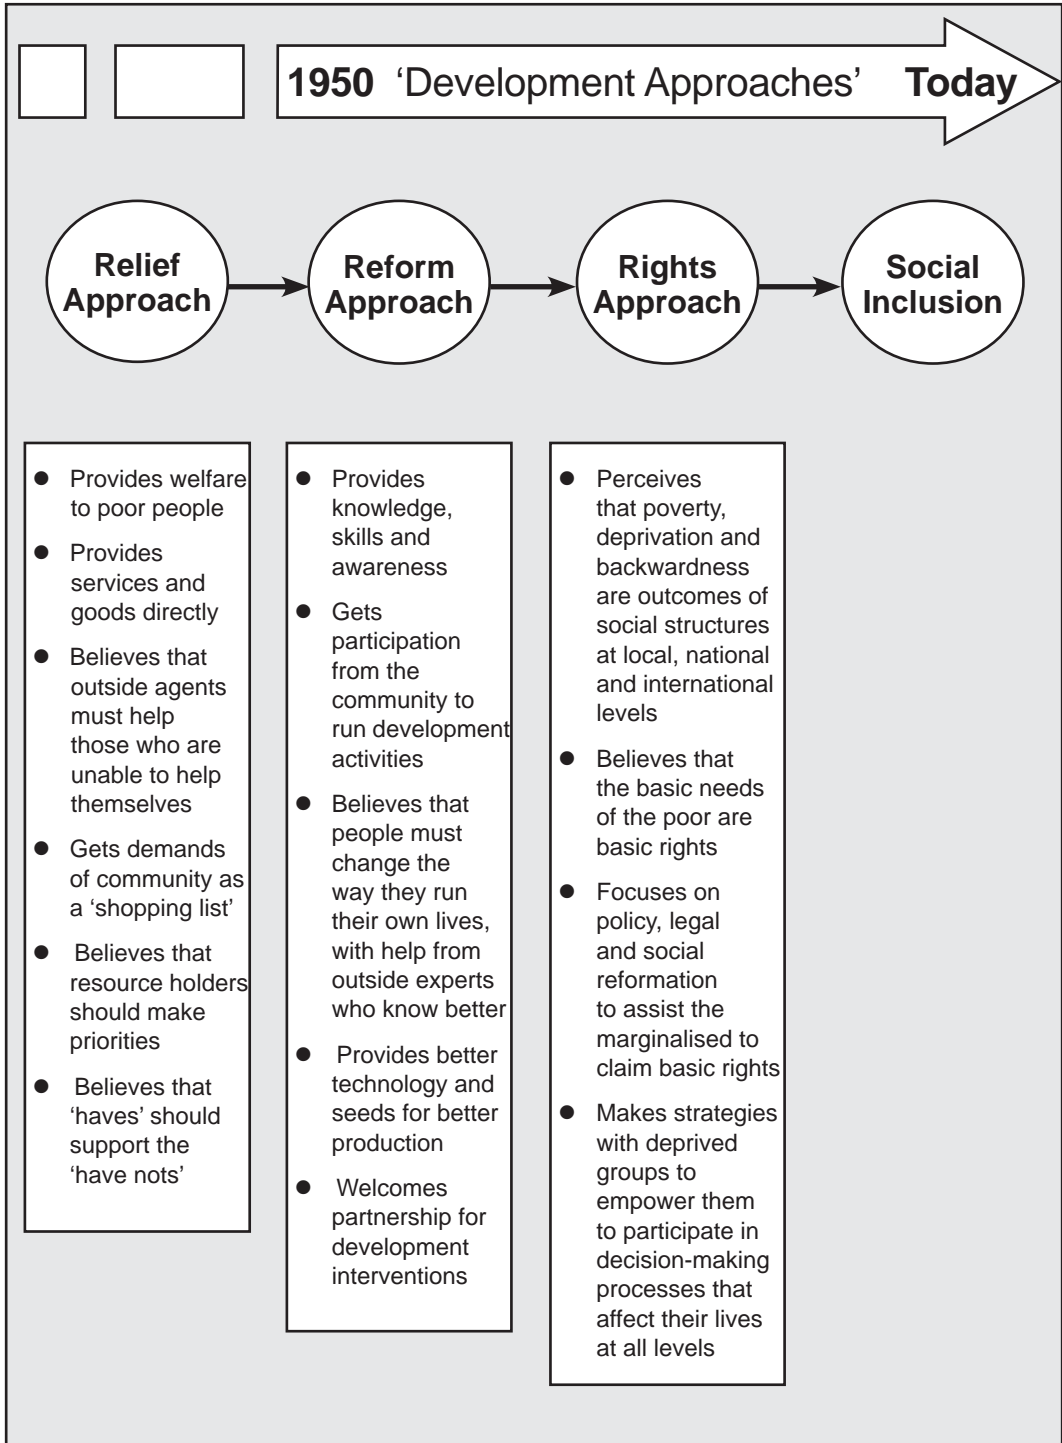 1950 ‘Development Approaches’ Today
Relief
Approach
Reform
Approach
Rights
Approach
Social
Inclusion
● Provides welfare
to poor people
● Provides
services and
goods directly
● Believes that
outside agents
must help
those who are
unable to help
themselves
● Gets demands
of community as
a ‘shopping list’
● Believes that
resource holders
should make
priorities
● Believes that
‘haves’ should
support the
‘have nots’
● Provides
knowledge,
skills and
awareness
● Gets
participation
from the
community to
run development
activities
● Believes that
people must
change the
way they run
their own lives,
with help from
outside experts
who know better
● Provides better
technology and
seeds for better
production
● Welcomes
partnership for
development
interventions
● Perceives
that poverty,
deprivation and
backwardness
are outcomes of
social structures
at local, national
and international
levels
● Believes that
the basic needs
of the poor are
basic rights
● Focuses on
policy, legal
and social
reformation
to assist the
marginalised to
claim basic rights
● Makes strategies
with deprived
groups to
empower them
to participate in
decision-making
processes that
affect their lives
at all levels